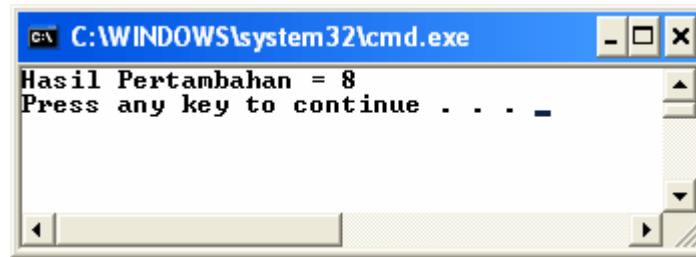 C:\WINDOWS\system32\cmd.exe
Hasil Pertambahan = 8
Press any key to continue . . . _